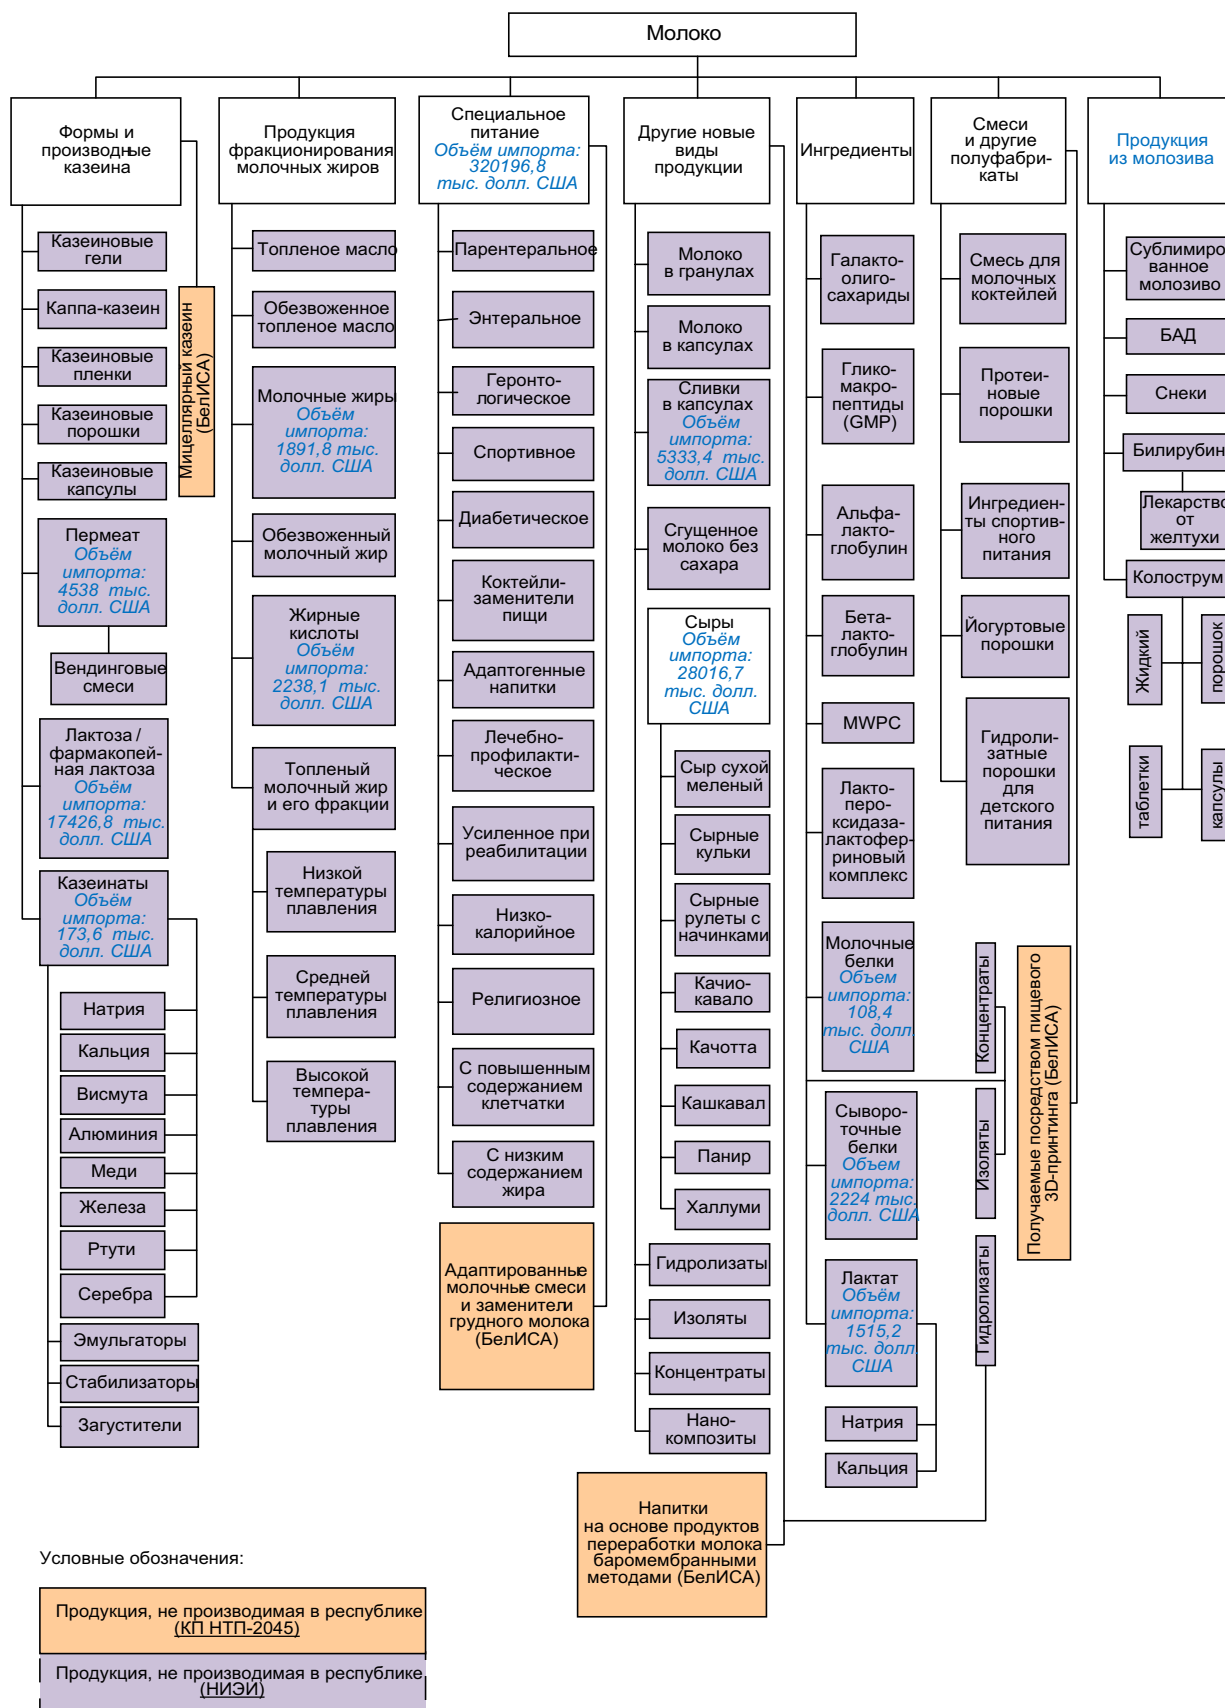 Молоко
Формы и
производные
казеина
Казеиновые
гели
Каппа-казеин
Казеиновые
пленки
Казеиновые
порошки
Казеиновые
капсулы
Мицеллярный казеин
(БелИСА)
Пермеат
Объём
импорта:
4538 тыс.
долл. США
Вендинговые
смеси
Лактоза /
фармакопей-
ная лактоза
Объём
импорта:
17426,8 тыс.
долл. США
Казеинаты
Объём
импорта:
173,6 тыс.
долл. США
Натрия
Кальция
Висмута
Алюминия
Меди
Железа
Ртути
Серебра
Эмульгаторы
Стабилизаторы
Загустители
Продукция
фракционирования
молочных жиров
Топленое масло
Обезвоженное
топленое масло
Молочные жиры
Объём
импорта:
1891,8 тыс.
долл. США
Обезвоженный
молочный жир
Жирные
кислоты
Объём
импорта:
2238,1 тыс.
долл. США
Топленый
молочный жир
и его фракции
Низкой
температуры
плавления
Средней
температуры
плавления
Высокой
темпера-
туры
плавления
Специальное
питание
Объём импорта:
320196,8
тыс. долл. США
Парентеральное
Энтеральное
Геронто-
логическое
Спортивное
Диабетическое
Коктейли-
заменители
пищи
Адаптогенные
напитки
Лечебно-
профилакти-
ческое
Усиленное при
реабилитации
Низко-
калорийное
Религиозное
С повышенным
содержанием
клетчатки
С низким
содержанием
жира
Адаптированные
молочные смеси
и заменители
грудного молока
(БелИСА)
Другие новые
виды
продукции
Молоко
в гранулах
Молоко
в капсулах
Сливки
в капсулах
Объём
импорта:
5333,4 тыс.
долл. США
Сгущенное
молоко без
сахара
Сыры
Объём
импорта:
28016,7
тыс. долл.
США
Сыр сухой
меленый
Сырные
кульки
Сырные
рулеты с
начинками
Качио-
кавало
Качотта
Кашкавал
Панир
Халлуми
Гидролизаты
Изоляты
Концентраты
Нано-
композиты
Напитки
на основе продуктов
переработки молока
баромембранными
методами (БелИСА)
Ингредиенты
Галакто-
олиго-
сахариды
Глико-
макро-
пептиды
(GMP)
Альфа-
лакто-
глобулин
Бета-
лакто-
глобулин
MWPC
Лакто-
перо-
ксидаза-
лактофер-
риновый
комплекс
Молочные
белки
Объем
импорта:
108,4
тыс. долл.
США
Сыворо-
точные
белки
Объем
импорта:
2224 тыс.
долл. США
Лактат
Объём
импорта:
1515,2
тыс. долл.
США
Натрия
Кальция
Концентраты
Изоляты
Гидролизаты
Смеси
и другие
полуфабри-
каты
Смесь для
молочных
коктейлей
Протеи-
новые
порошки
Ингредиен-
ты спортив-
ного
питания
Йогуртовые
порошки
Гидроли-
затные
порошки
для
детского
питания
Получаемые посредством пищевого
3D-принтинга (БелИСА)
Продукция
из молозива
Сублимиро-
ванное
молозиво
БАД
Снеки
Билирубин
Лекарство
от
желтухи
Колострум
Жидкий
порошок
таблетки
капсулы
Условные обозначения:
Продукция, не производимая в республике
(КП НТП-2045)
Продукция, не производимая в республике
(НИЭИ)